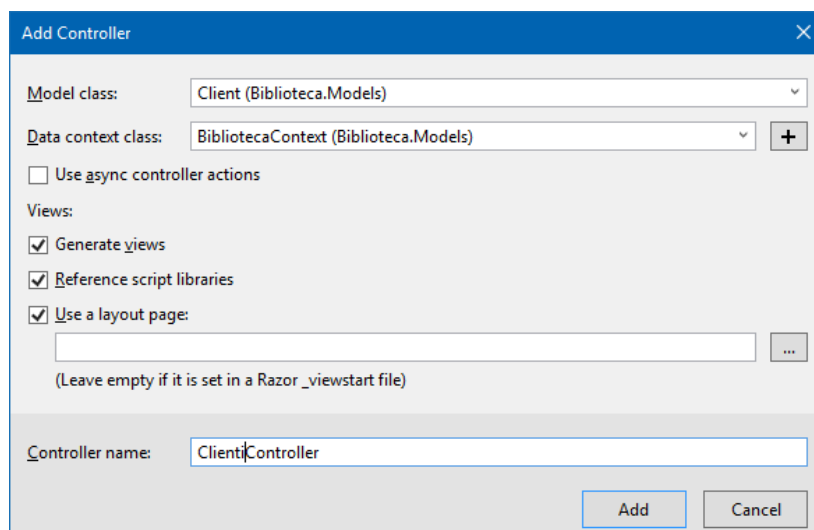 Add Controller
Model class: Client (Biblioteca.Models)
Data context class: BibliotecaContext (Biblioteca.Models) +
Use async controller actions
Views:
Generate views
Reference script libraries
Use a layout page:
...
(Leave empty if it is set in a Razor _viewstart file)
Controller name: ClientiController
Add Cancel